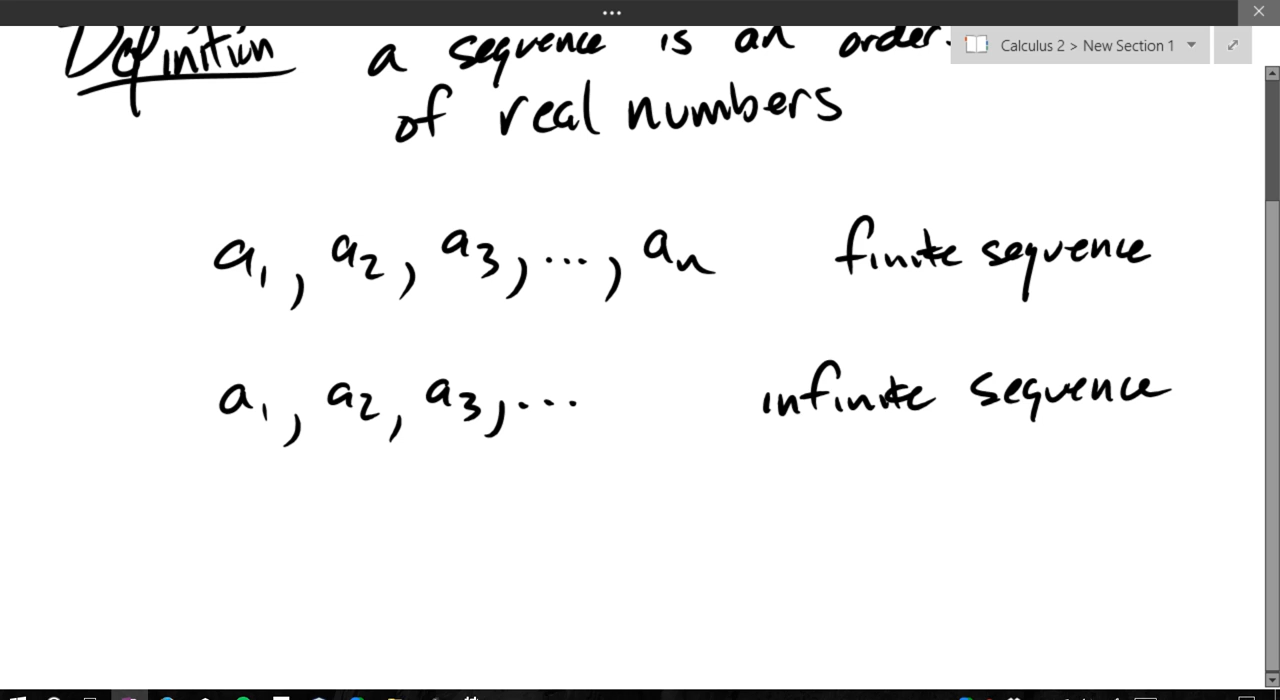 Calculus 2 > New Section 1
Definition a sequence is an order
of real numbers
a₁, a₂, a₃, ..., aₙ finite sequence
a₁, a₂, a₃, ... infinite sequence